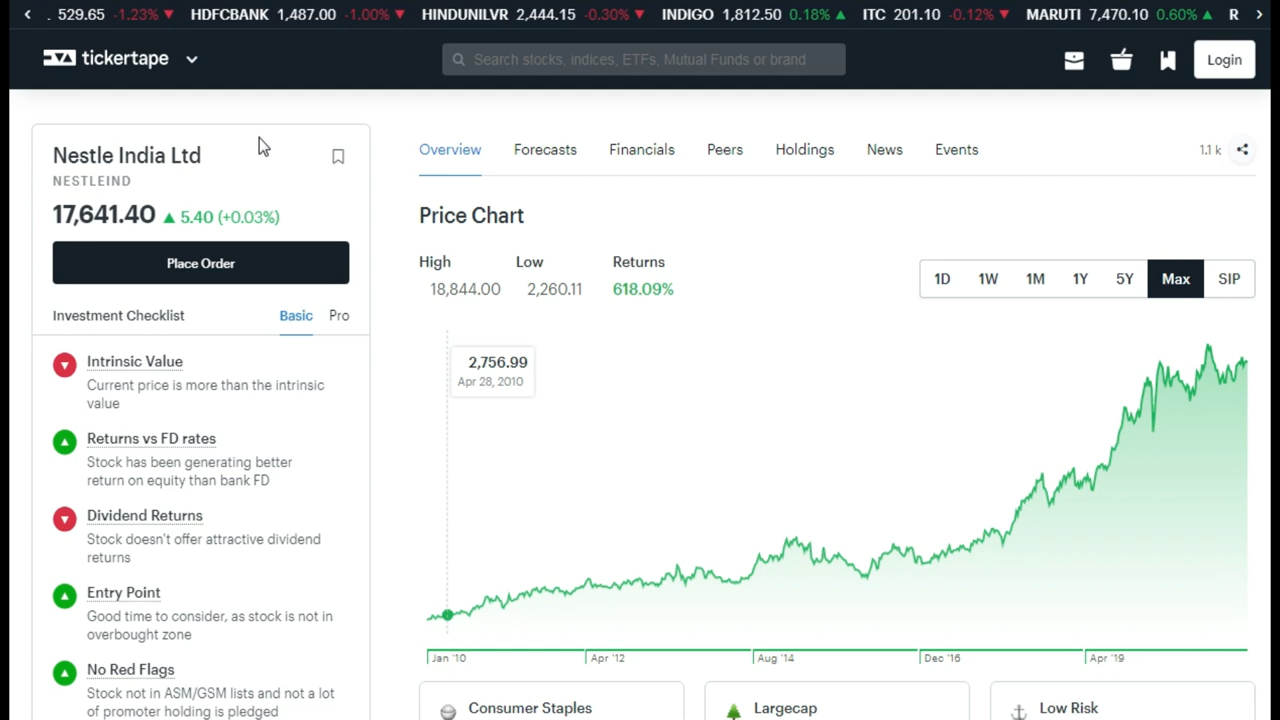 . 529.65 -1.23% ▼ HDFCBANK 1,487.00 -1.00% ▼ HINDUNILVR 2,444.15 -0.30% ▼ INDIGO 1,812.50 0.18% ▲ ITC 201.10 -0.12% ▼ MARUTI 7,470.10 0.60% ▲ R
tickertape
Search stocks, indices, ETFs, Mutual Funds or brand
Login
Nestle India Ltd
NESTLEIND
17,641.40 ▲ 5.40 (+0.03%)
Place Order
Investment Checklist Basic Pro
Intrinsic Value
Current price is more than the intrinsic
value
Returns vs FD rates
Stock has been generating better
return on equity than bank FD
Dividend Returns
Stock doesn't offer attractive dividend
returns
Entry Point
Good time to consider, as stock is not in
overbought zone
No Red Flags
Stock not in ASM/GSM lists and not a lot
of promoter holding is pledged
Overview Forecasts Financials Peers Holdings News Events 1.1 k
Price Chart
High Low Returns
18,844.00 2,260.11 618.09%
1D 1W 1M 1Y 5Y Max SIP
2,756.99
Apr 28, 2010
Jan '10 Apr '12 Aug '14 Dec '16 Apr '19
Consumer Staples Largecap Low Risk